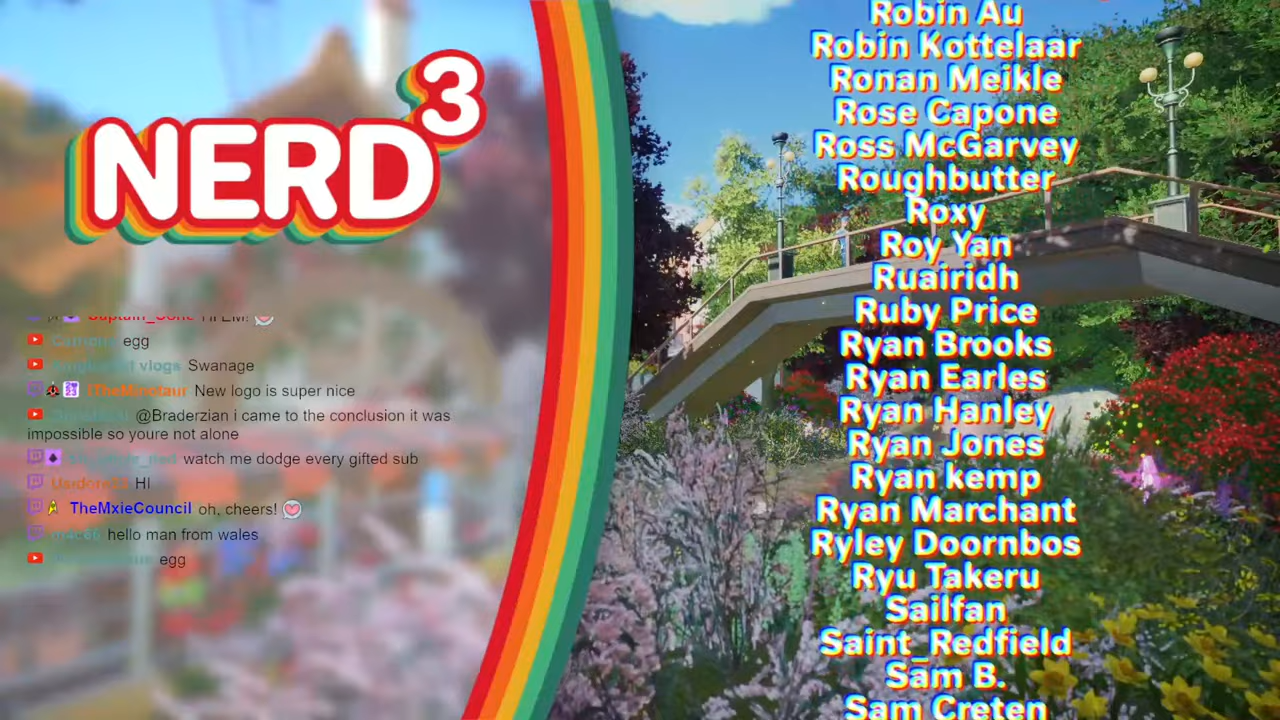 NERD³
egg
vlogs Swanage
New logo is super nice
@Braderzian i came to the conclusion it was
impossible so youre not alone
watch me dodge every gifted sub
HI
TheMxieCouncil oh, cheers!
hello man from wales
egg
Robin Au
Robin Kottelaar
Ronan Meikle
Rose Capone
Ross McGarvey
Roughbutter
Roxy
Roy Yan
Ruairidh
Ruby Price
Ryan Brooks
Ryan Earles
Ryan Hanley
Ryan Jones
Ryan kemp
Ryan Marchant
Ryley Doornbos
Ryu Takeru
Sailfan
Saint_Redfield
Sam B.
Sam Creten